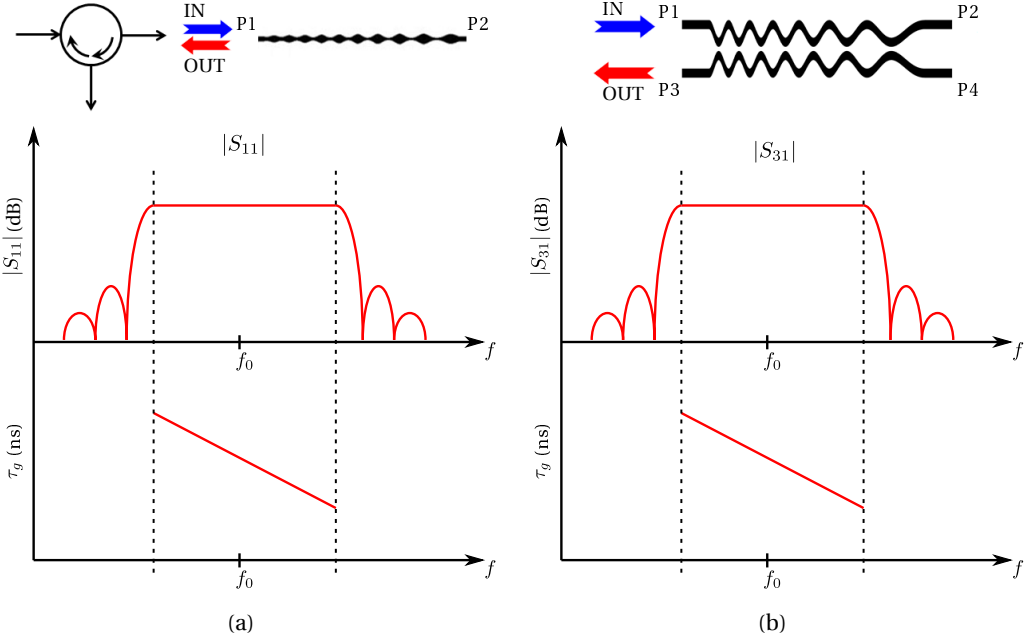 IN
P1
P2
OUT
|S₁₁|
|S₁₁| (dB)
f
f₀
τg (ns)
f
f₀
(a)
IN
P1
P2
OUT
P3
P4
|S₃₁|
|S₃₁| (dB)
f
f₀
τg (ns)
f
f₀
(b)